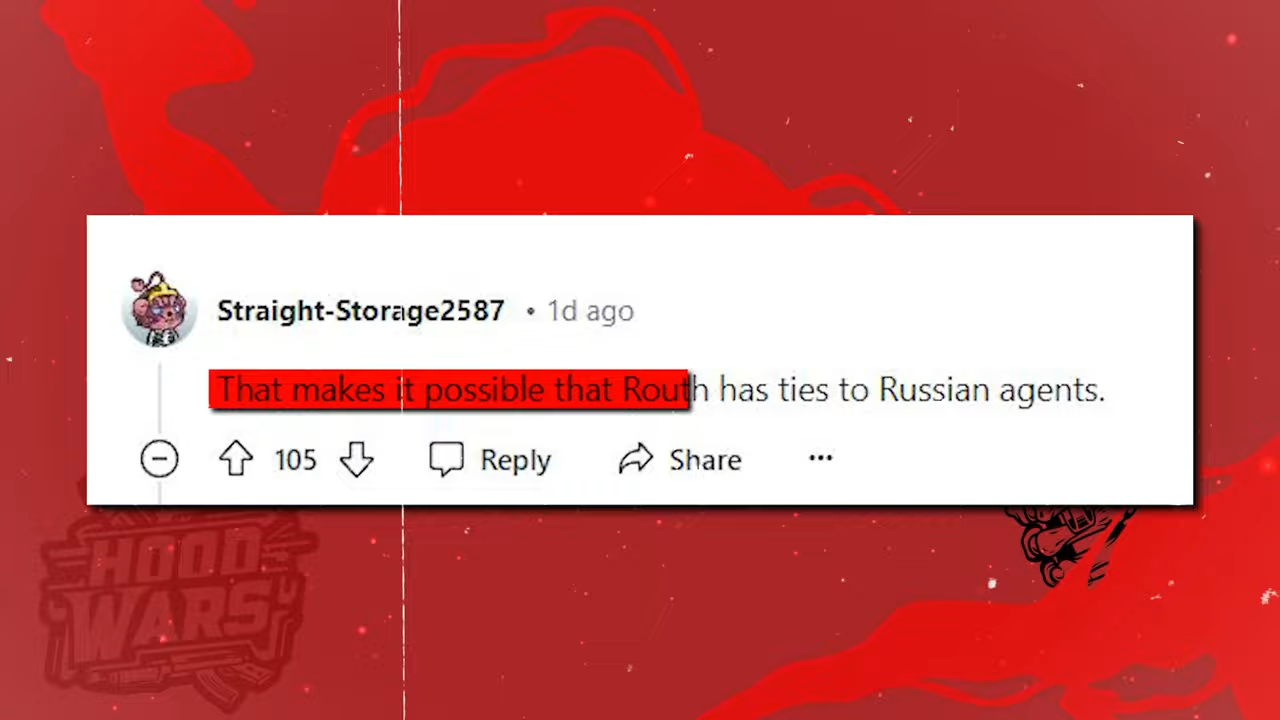 Straight-Storage2587 • 1d ago
That makes it possible that Routh has ties to Russian agents.
105 Reply Share ...
HOOD
WARS